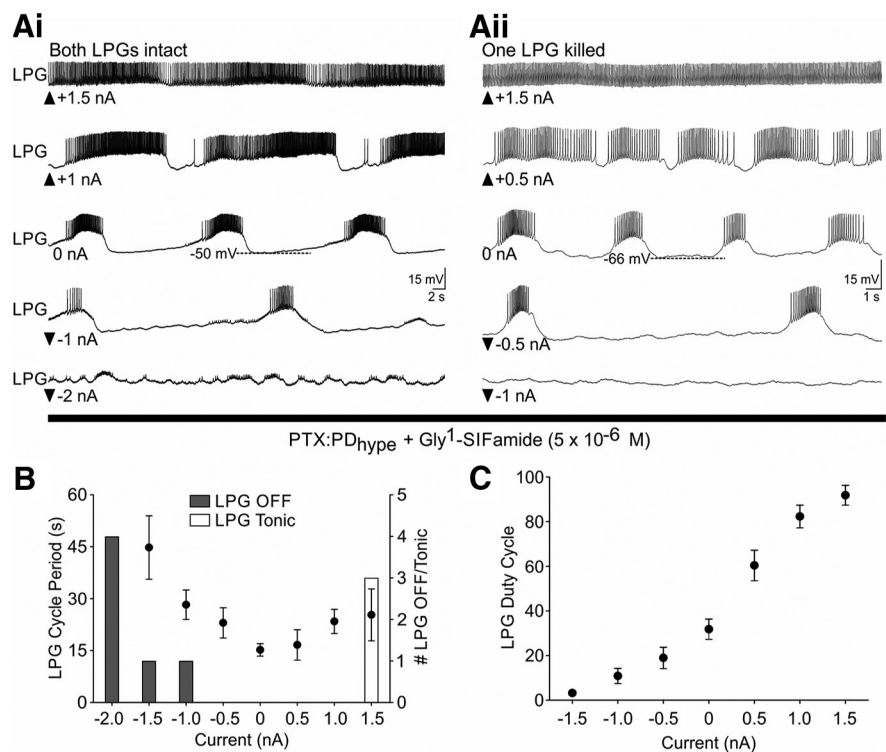 Ai
Both LPGs intact
LPG
▲+1.5 nA
LPG
▲+1 nA
LPG
0 nA
-50 mV
15 mV
2 s
LPG
▼-1 nA
LPG
▼-2 nA
Aii
One LPG killed
▲+1.5 nA
▲+0.5 nA
0 nA
-66 mV
15 mV
1 s
▼-0.5 nA
▼-1 nA
PTX:PDhype + Gly1-SIFamide (5 x 10-6 M)
B
LPG OFF
LPG Tonic
LPG Cycle Period (s)
60
45
30
15
0
5
4
3
2
1
0
# LPG OFF/Tonic
-2.0 -1.5 -1.0 -0.5 0 0.5 1.0 1.5
Current (nA)
C
LPG Duty Cycle
100
80
60
40
20
0
-1.5 -1.0 -0.5 0 0.5 1.0 1.5
Current (nA)